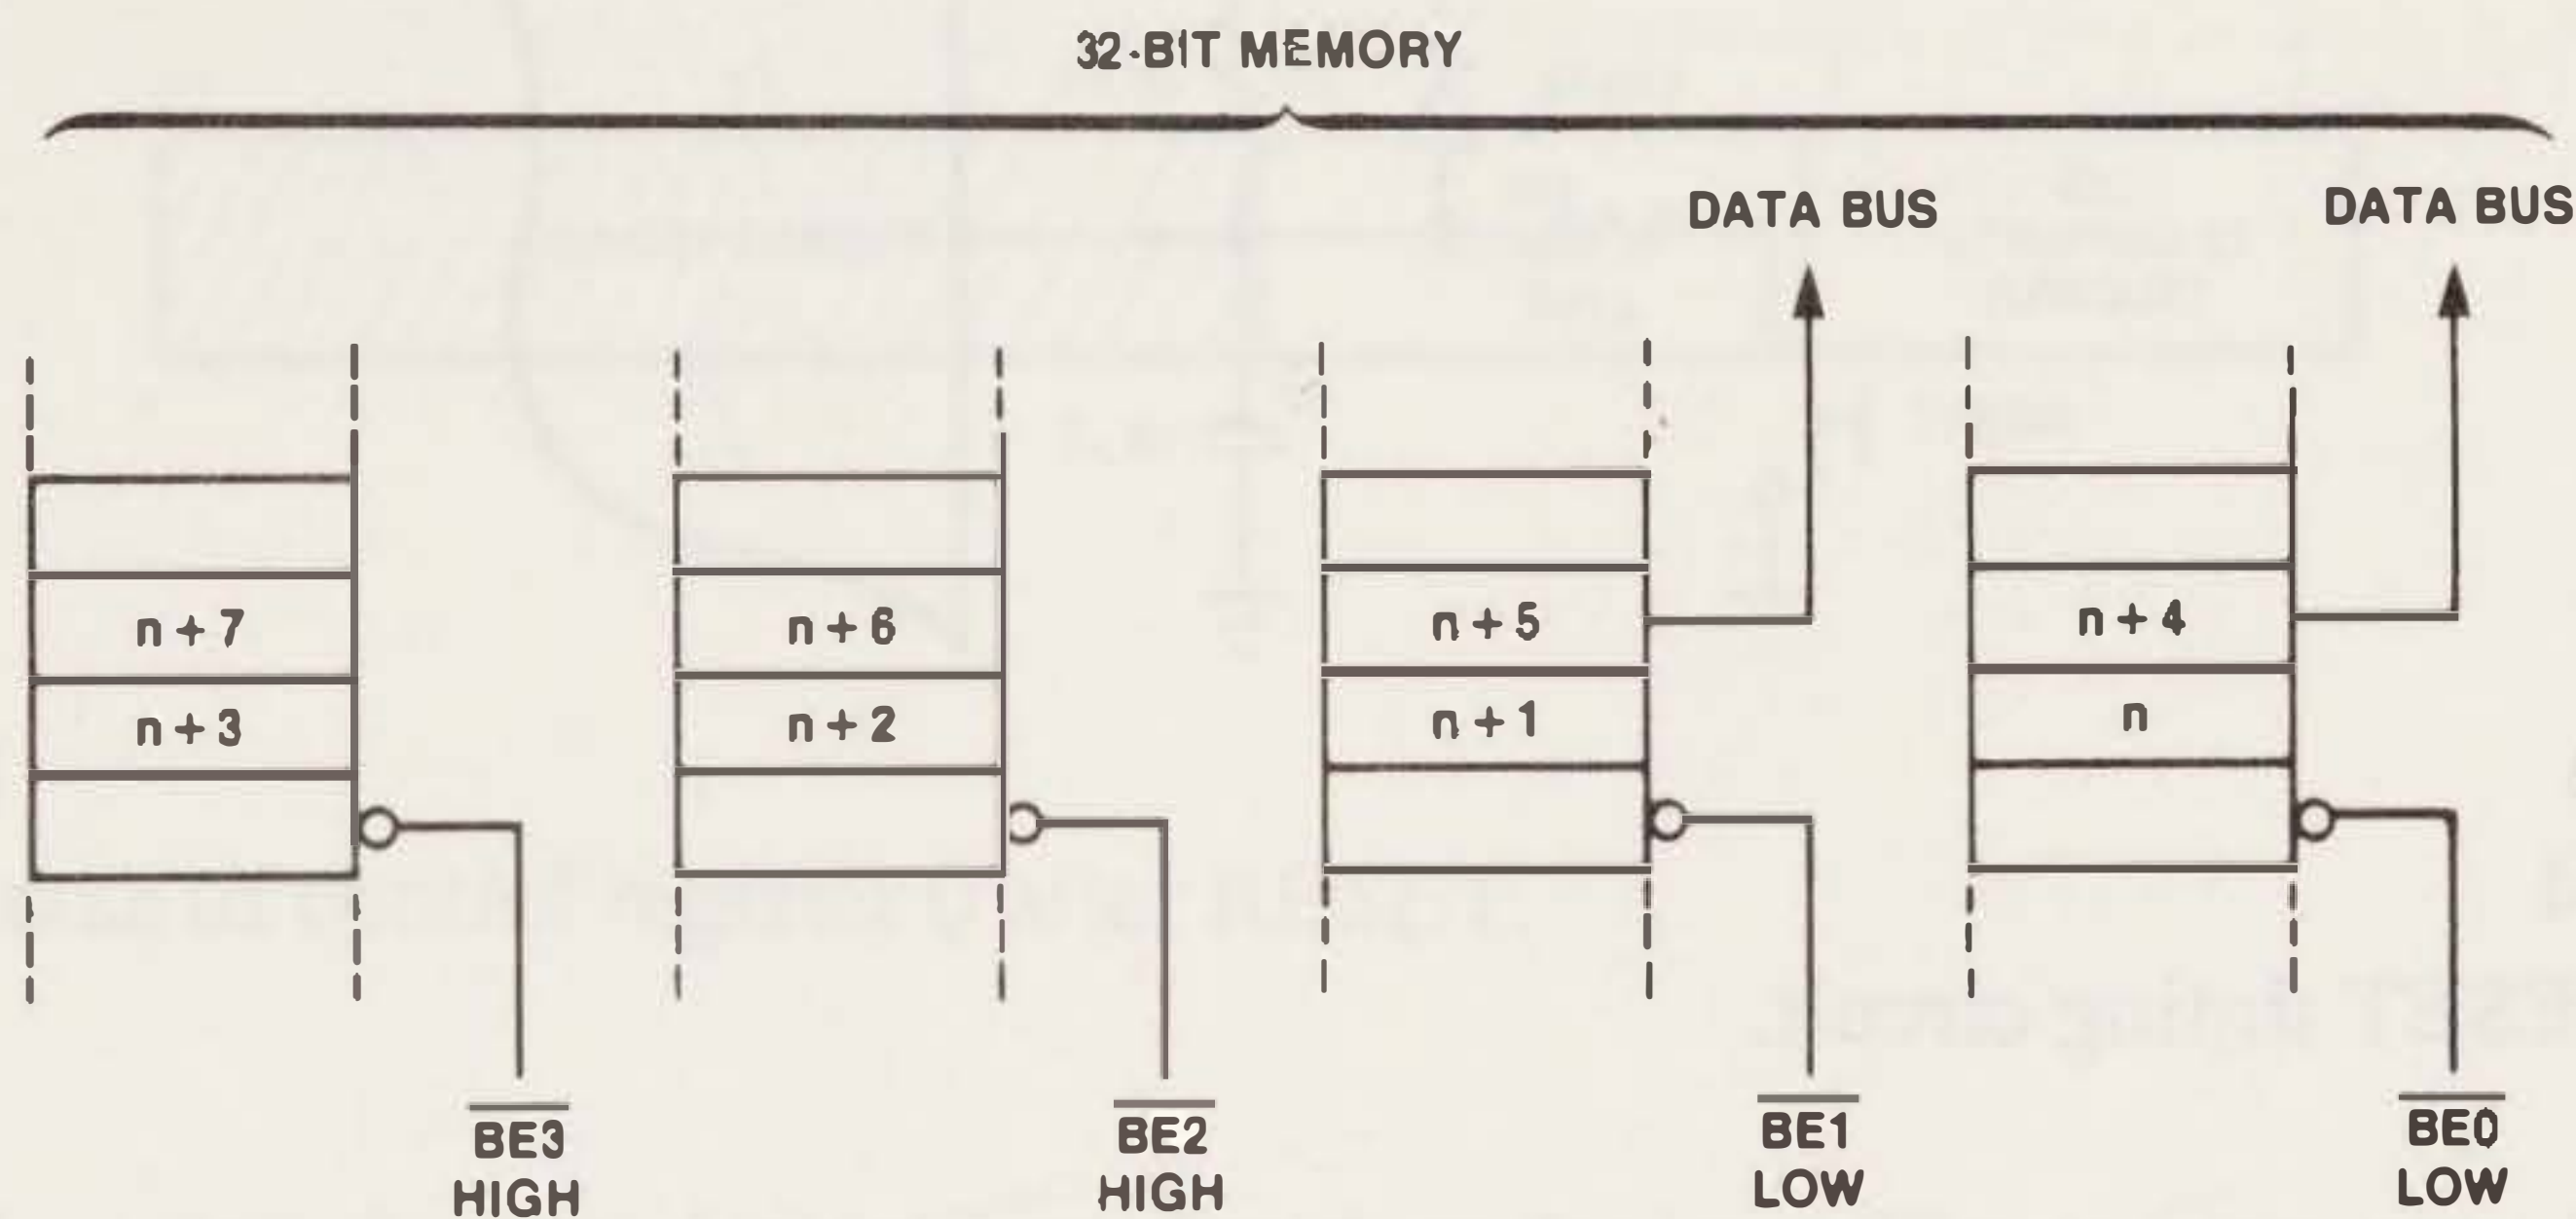 32-BIT MEMORY
DATA BUS
DATA BUS
n + 7
n + 6
n + 5
n + 4
n + 3
n + 2
n + 1
n
BE3
HIGH
BE2
HIGH
BE1
LOW
BE0
LOW